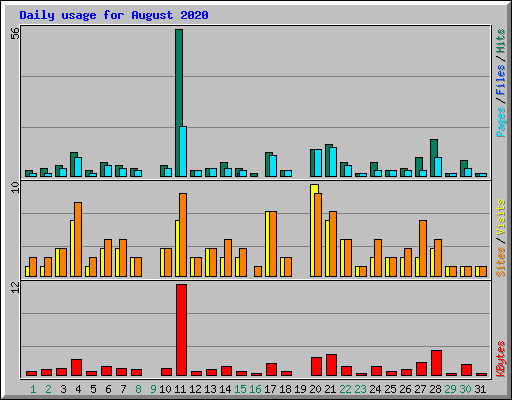 Daily usage for August 2020
56
Pages / Files / Hits
10
Sites / Visits
12
KBytes
1 2 3 4 5 6 7 8 9 10 11 12 13 14 15 16 17 18 19 20 21 22 23 24 25 26 27 28 29 30 31